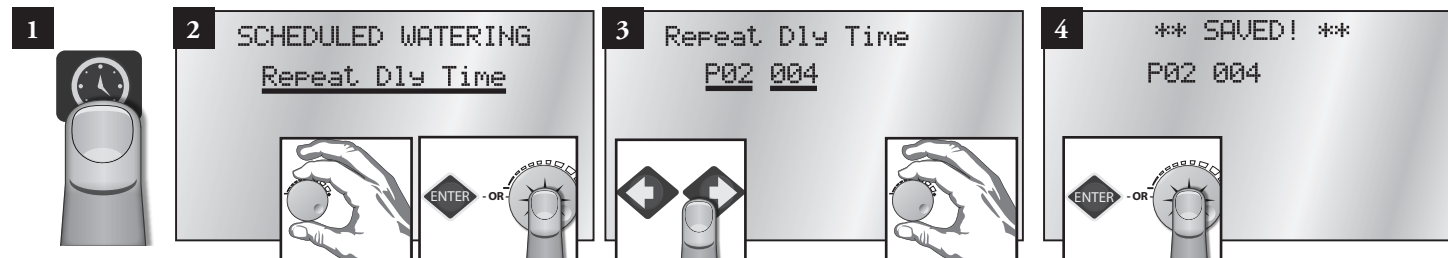 1
2
SCHEDULED WATERING
Repeat Dly Time
ENTER
- OR -
3
Repeat Dly Time
P02 004
4
** SAVED! **
P02 004
ENTER
- OR -